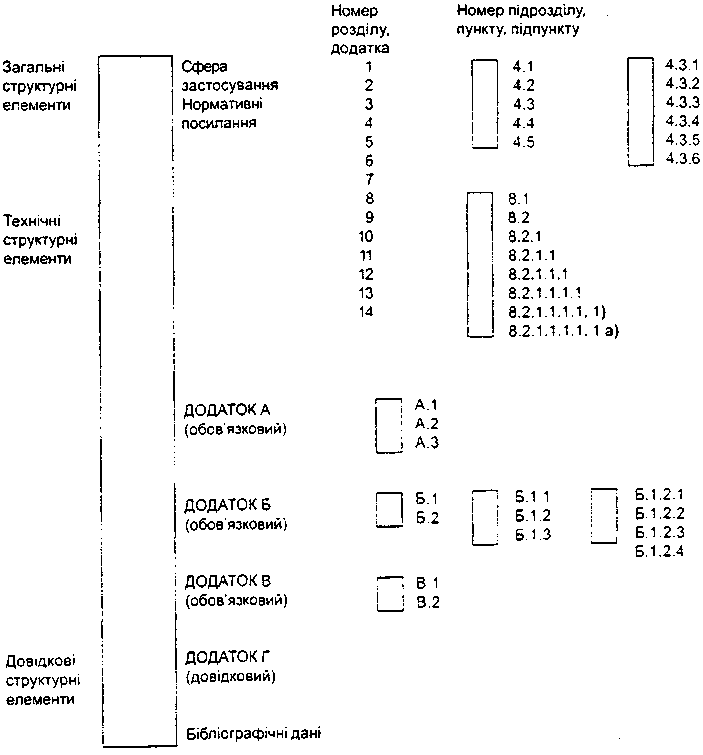 Номер розділу, додатка
Номер підрозділу, пункту, підпункту
Загальні структурні елементи
Сфера застосування
Нормативні посилання
1
2
3
4
5
6
7
8
9
10
11
12
13
14
4.1
4.2
4.3
4.4
4.5
4.3.1
4.3.2
4.3.3
4.3.4
4.3.5
4.3.6
Технічні структурні елементи
8.1
8.2
8.2.1
8.2.1.1
8.2.1.1.1
8.2.1.1.1.1
8.2.1.1.1.1, 1)
8.2.1.1.1.1, 1 а)
ДОДАТОК А
(обов'язковий)
А.1
А.2
А.3
ДОДАТОК Б
(обов'язковий)
Б.1
Б.2
Б.1 1
Б.1.2
Б.1.3
Б.1.2.1
Б.1.2.2
Б.1.2.3
Б.1.2.4
ДОДАТОК В
(обов'язковий)
В 1
В.2
Довідкові структурні елементи
ДОДАТОК Г
(довідковий)
Бібліографічні дані